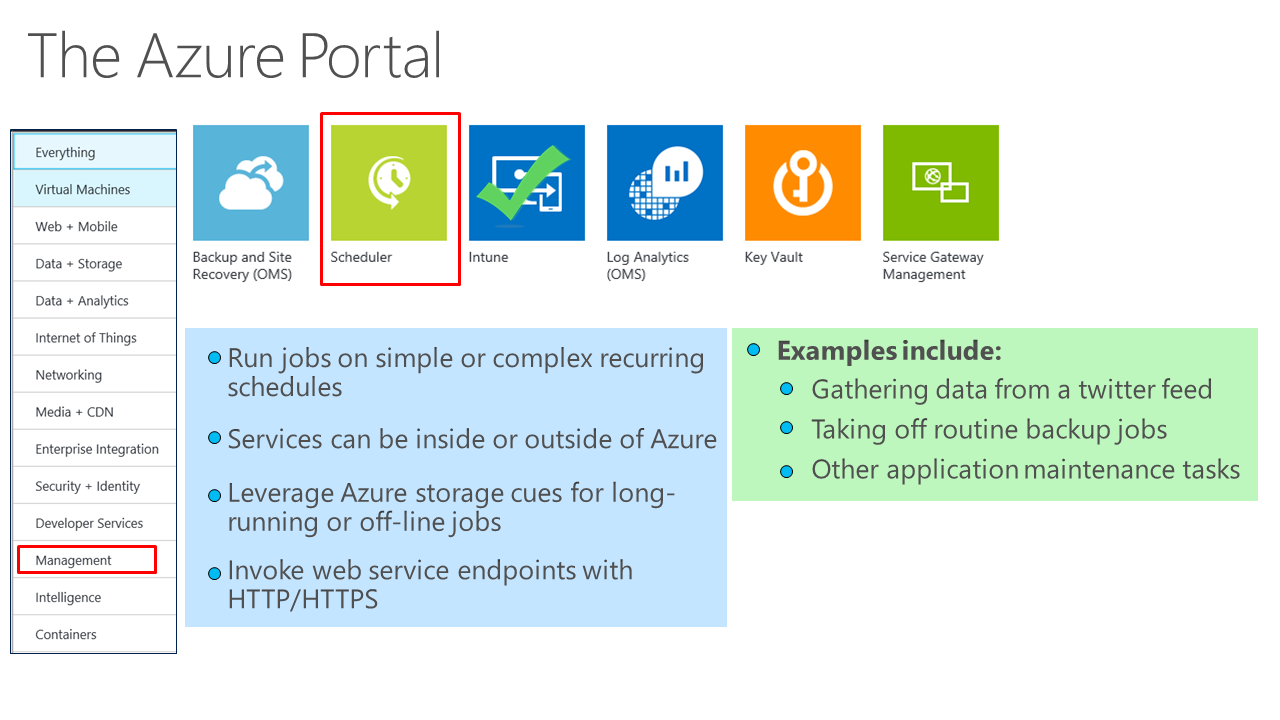 The Azure Portal
Everything
Virtual Machines
Web + Mobile
Data + Storage
Data + Analytics
Internet of Things
Networking
Media + CDN
Enterprise Integration
Security + Identity
Developer Services
Management
Intelligence
Containers
Backup and Site
Recovery (OMS)
Scheduler
Intune
Log Analytics
(OMS)
Key Vault
Service Gateway
Management
Run jobs on simple or complex recurring
schedules
Services can be inside or outside of Azure
Leverage Azure storage cues for long-
running or off-line jobs
Invoke web service endpoints with
HTTP/HTTPS
Examples include:
Gathering data from a twitter feed
Taking off routine backup jobs
Other application maintenance tasks